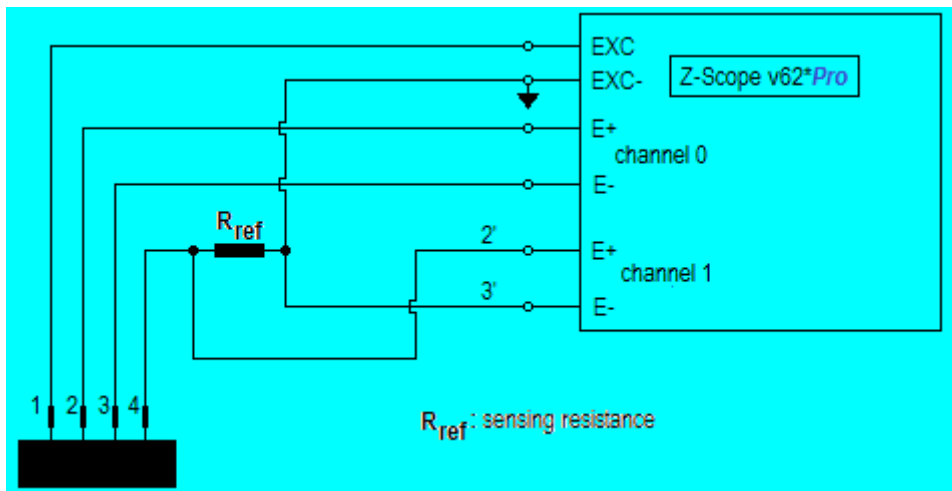 EXC
EXC-
Z-Scope v62*Pro
E+
channel 0
E-
Rref
2'
E+
channel 1
3'
E-
1 2 3 4
Rref: sensing resistance